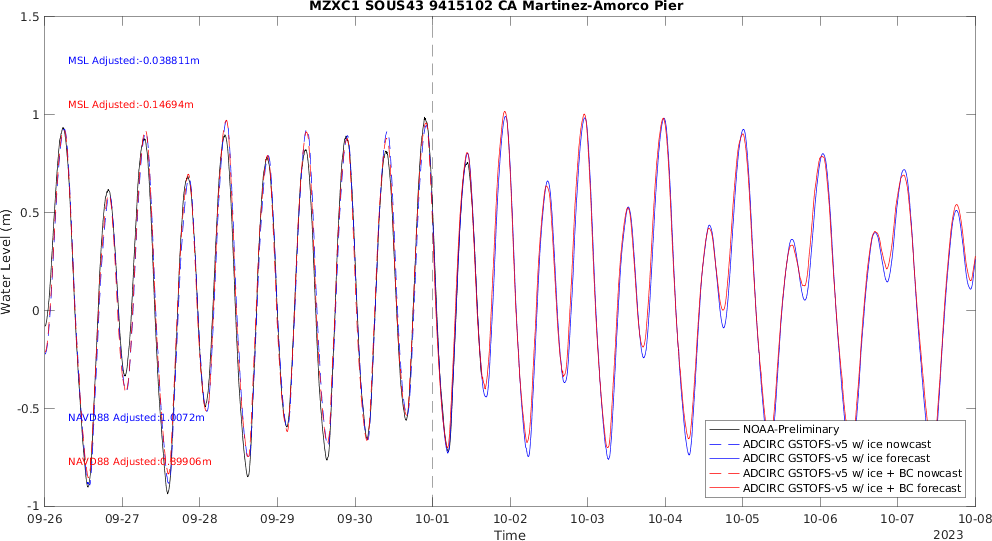 MZXC1 SOUS43 9415102 CA Martinez-Amorco Pier
1.5
MSL Adjusted:-0.038811m
MSL Adjusted:-0.14694m
1
0.5
Water Level (m)
0
-0.5
NAVD88 Adjusted:1.0072m
NAVD88 Adjusted:0.89906m
NOAA-Preliminary
ADCIRC GSTOFS-v5 w/ ice nowcast
ADCIRC GSTOFS-v5 w/ ice forecast
ADCIRC GSTOFS-v5 w/ ice + BC nowcast
ADCIRC GSTOFS-v5 w/ ice + BC forecast
-1
09-26 09-27 09-28 09-29 09-30 10-01 10-02 10-03 10-04 10-05 10-06 10-07 10-08
Time
2023